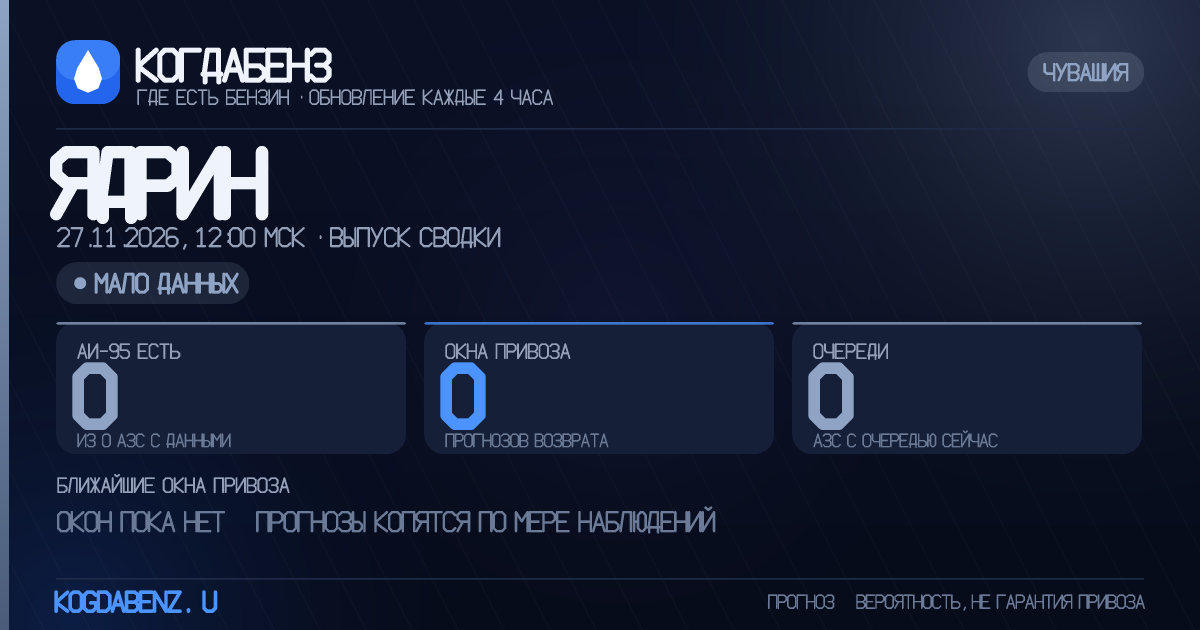 КОГДАБЕНЗ
ГДЕ ЕСТЬ БЕНЗИН · ОБНОВЛЕНИЕ КАЖДЫЕ 4 ЧАСА
ЧУВАШИЯ
ЯДРИН
27.11.2026, 12:00 МСК · ВЫПУСК СВОДКИ
МАЛО ДАННЫХ
АИ-95 ЕСТЬ
0
ИЗ 0 АЗС С ДАННЫМИ
ОКНА ПРИВОЗА
0
ПРОГНОЗОВ ВОЗВРАТА
ОЧЕРЕДИ
0
АЗС С ОЧЕРЕДЬЮ СЕЙЧАС
БЛИЖАЙШИЕ ОКНА ПРИВОЗА
ОКОН ПОКА НЕТ ПРОГНОЗЫ КОПЯТСЯ ПО МЕРЕ НАБЛЮДЕНИЙ
KOGDABENZ. U
ПРОГНОЗ ВЕРОЯТНОСТЬ, НЕ ГАРАНТИЯ ПРИВОЗА